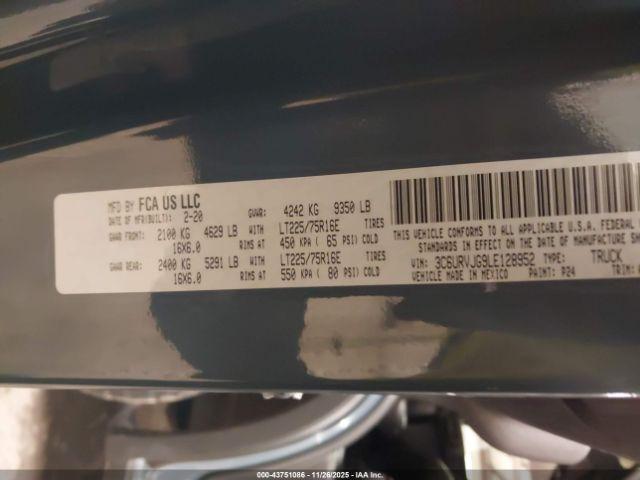 MFD BY FCA US LLC
DATE OF MFR(BUILT): 2-20 GVWR: 4242 KG 9350 LB
GAWR FRONT: 2100 KG 4629 LB WITH LT225/75R16E TIRES
16X6.0 RIMS AT 450 KPA ( 65 PSI) COLD
GAWR REAR: 2400 KG 5291 LB WITH LT225/75R16E TIRES
16X6.0 RIMS AT 550 KPA ( 80 PSI) COLD
THIS VEHICLE CONFORMS TO ALL APPLICABLE U.S.A. FEDERAL
STANDARDS IN EFFECT ON THE DATE OF MANUFACTURE SHOW
VIN: 3C6URVJG9LE128952 TYPE: TRUCK
MADE IN MEXICO PAINT: P24
000-43751086 - 11/26/2025 - IAA, Inc.